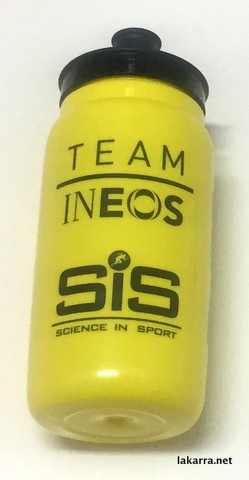 TEAM
INEOS
SiS
SCIENCE IN SPORT
lakarra.net